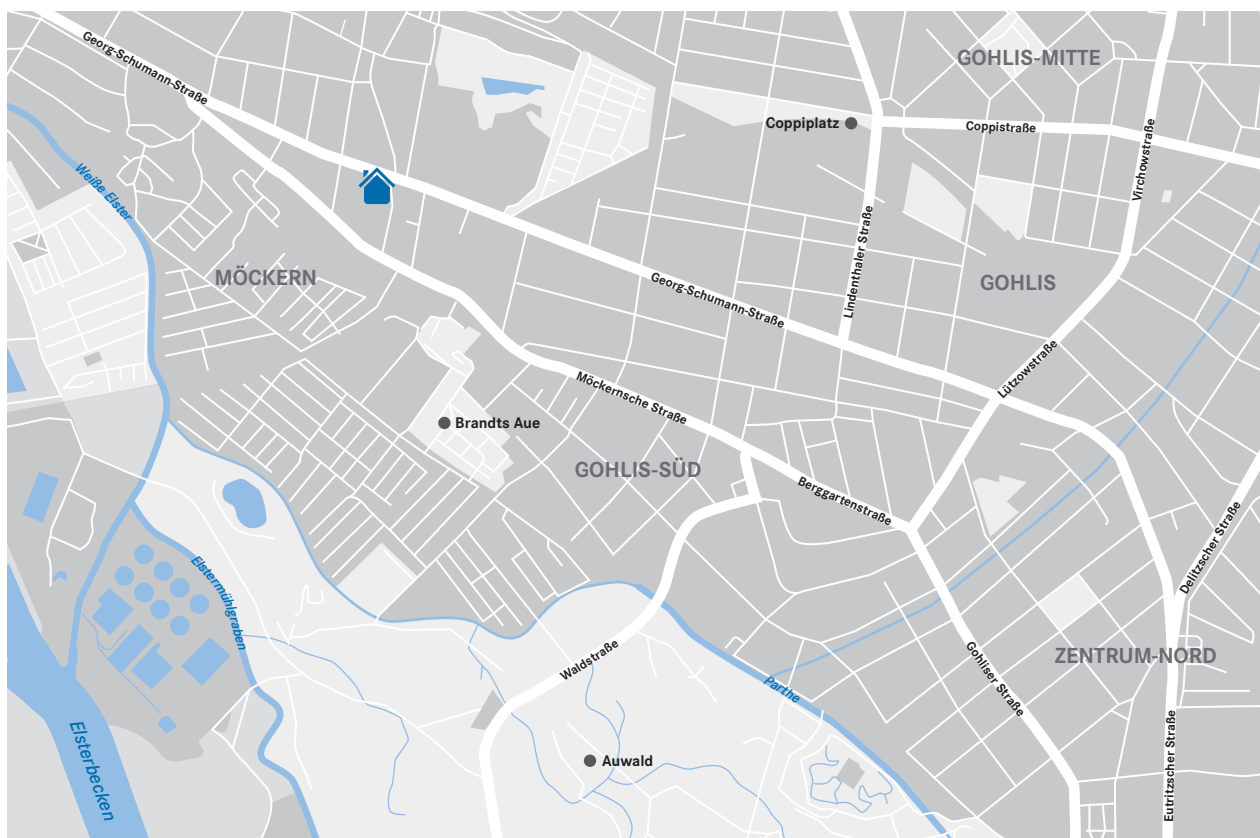 Georg-Schumann-Straße
GOHLIS-MITTE
Coppiplatz
Coppistraße
Virchowstraße
Weiße Elster
Lindenthaler Straße
MÖCKERN
GOHLIS
Georg-Schumann-Straße
Lützowstraße
Möckernsche Straße
Brandts Aue
GOHLIS-SÜD
Berggartenstraße
Delitzscher Straße
Elstermühlgraben
Waldstraße
ZENTRUM-NORD
Gohliser Straße
Parthe
Elsterbecken
Auwald
Eutritzscher Straße